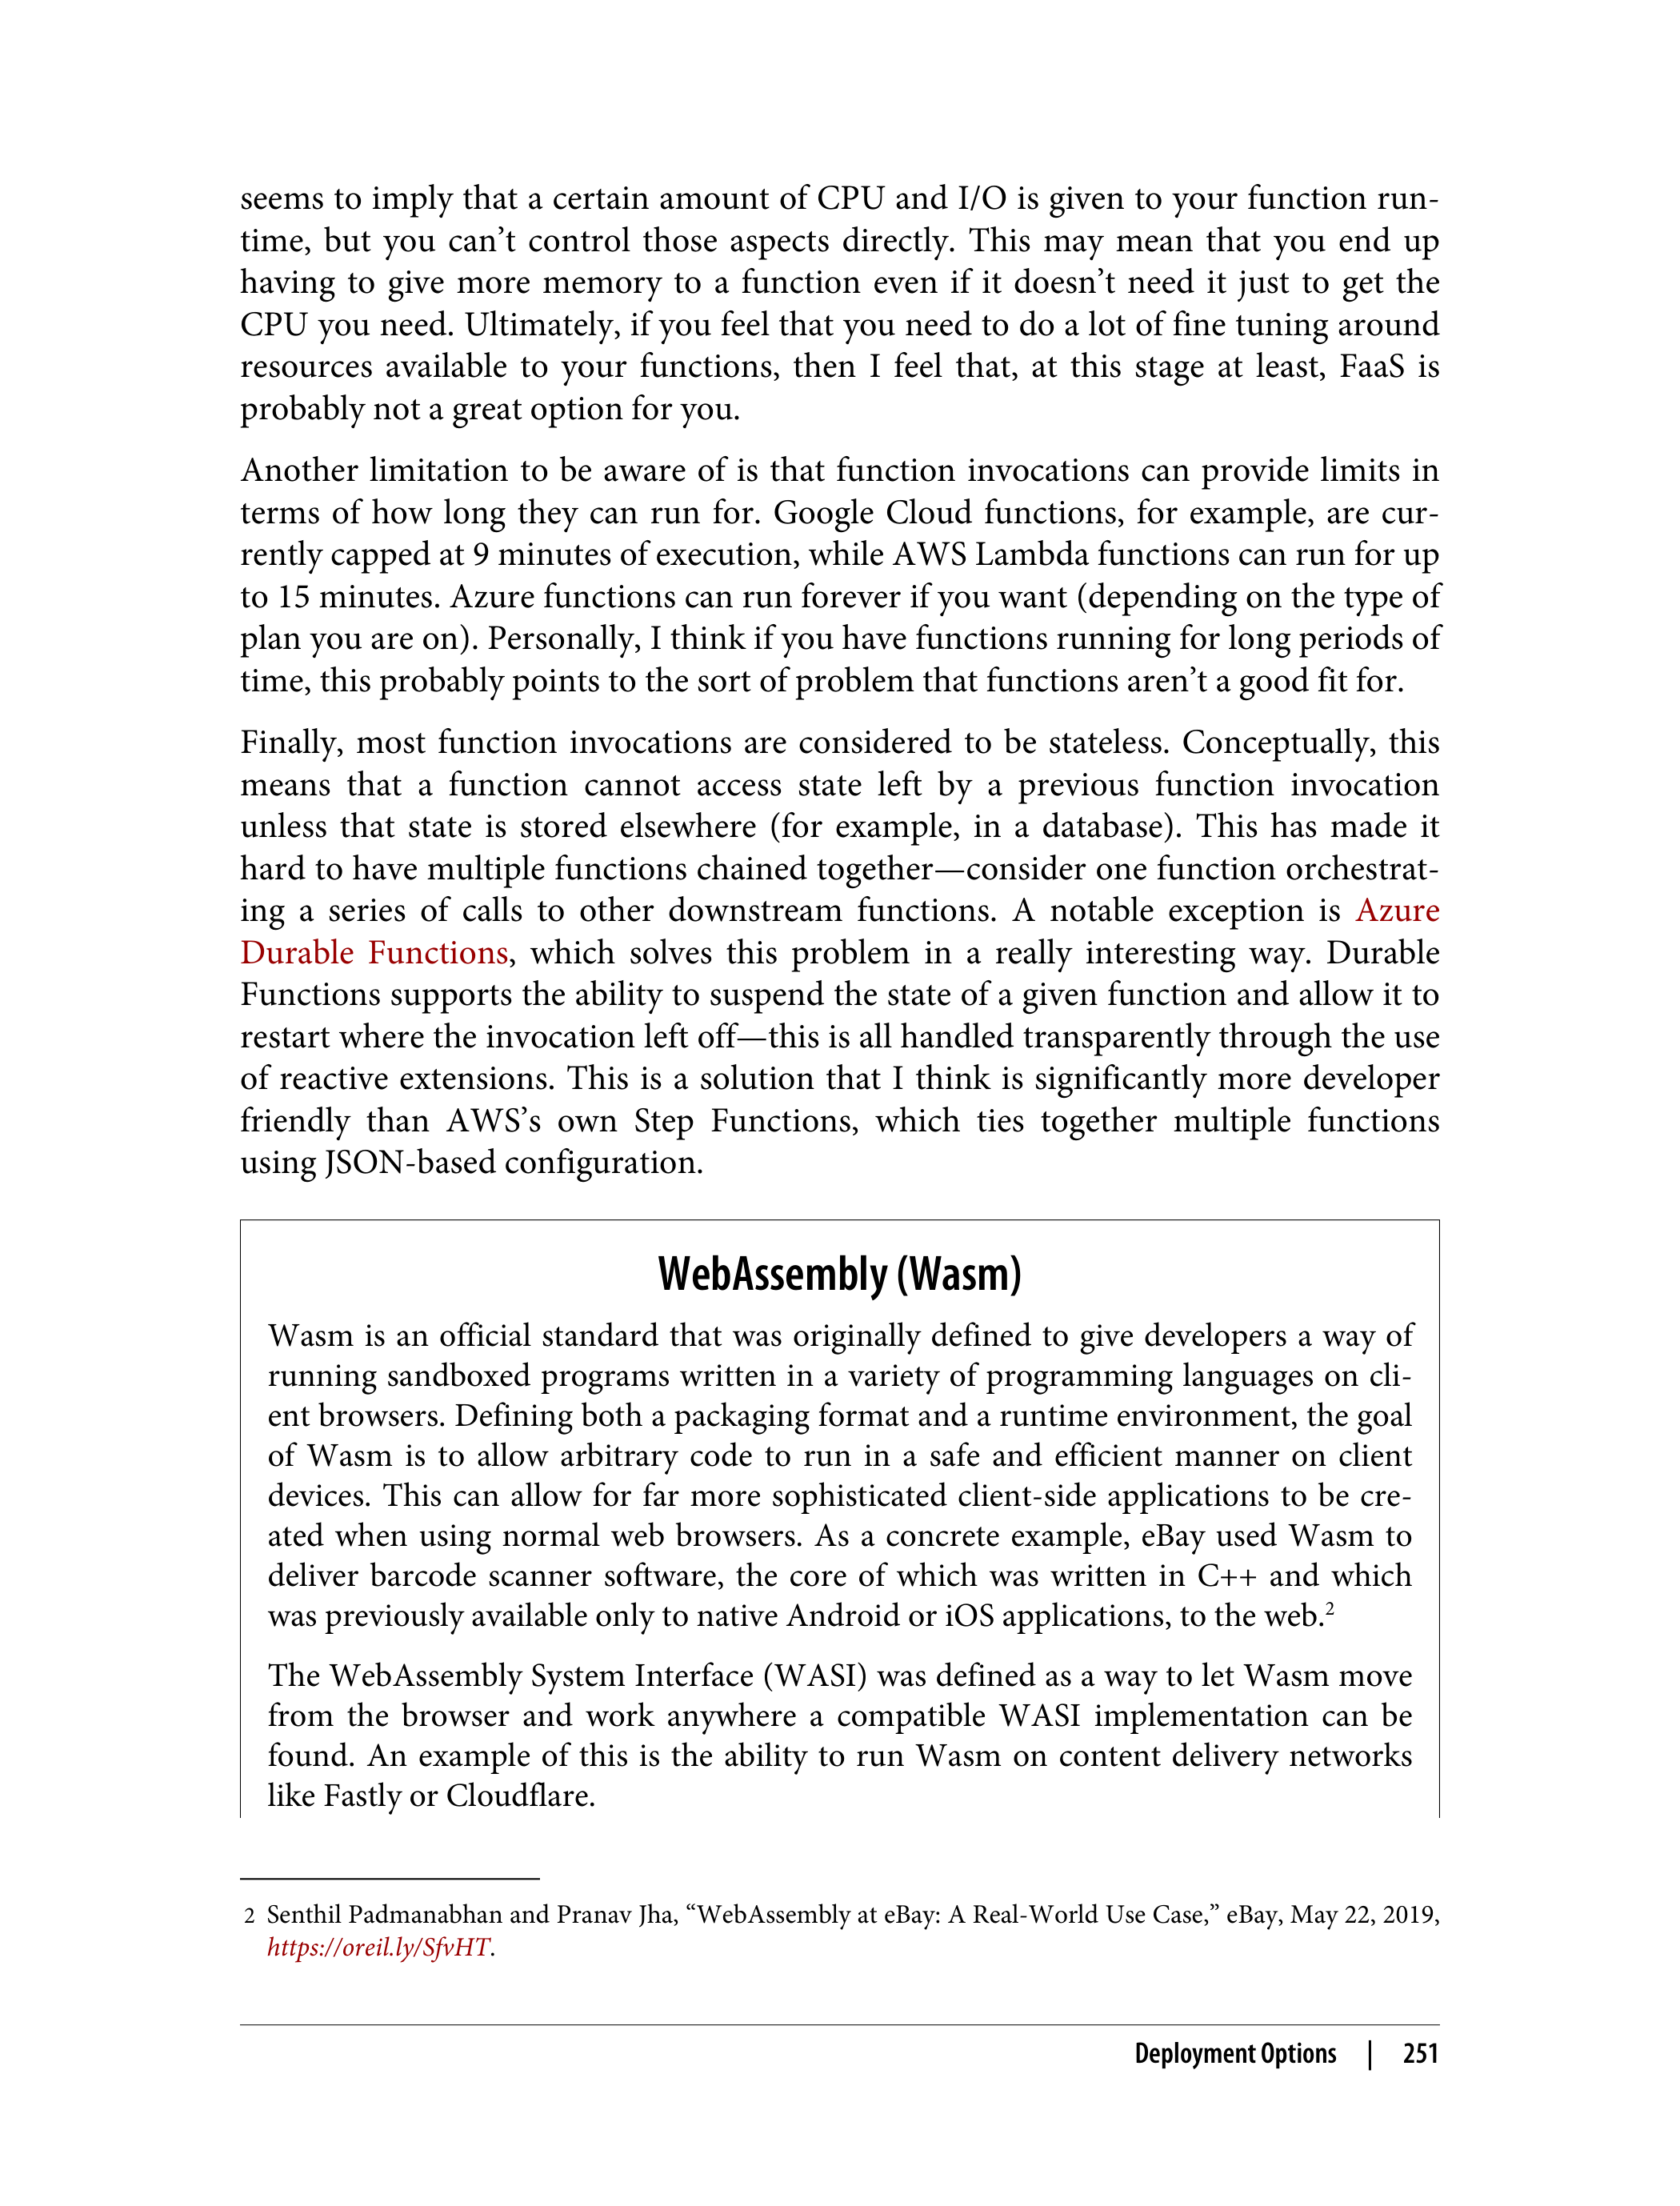 seems to imply that a certain amount of CPU and I/O is given to your function run-
time, but you can’t control those aspects directly. This may mean that you end up
having to give more memory to a function even if it doesn’t need it just to get the
CPU you need. Ultimately, if you feel that you need to do a lot of fine tuning around
resources available to your functions, then I feel that, at this stage at least, FaaS is
probably not a great option for you.
Another limitation to be aware of is that function invocations can provide limits in
terms of how long they can run for. Google Cloud functions, for example, are cur-
rently capped at 9 minutes of execution, while AWS Lambda functions can run for up
to 15 minutes. Azure functions can run forever if you want (depending on the type of
plan you are on). Personally, I think if you have functions running for long periods of
time, this probably points to the sort of problem that functions aren’t a good fit for.
Finally, most function invocations are considered to be stateless. Conceptually, this
means that a function cannot access state left by a previous function invocation
unless that state is stored elsewhere (for example, in a database). This has made it
hard to have multiple functions chained together—consider one function orchestrat-
ing a series of calls to other downstream functions. A notable exception is Azure
Durable Functions, which solves this problem in a really interesting way. Durable
Functions supports the ability to suspend the state of a given function and allow it to
restart where the invocation left off—this is all handled transparently through the use
of reactive extensions. This is a solution that I think is significantly more developer
friendly than AWS’s own Step Functions, which ties together multiple functions
using JSON-based configuration.
WebAssembly (Wasm)
Wasm is an official standard that was originally defined to give developers a way of
running sandboxed programs written in a variety of programming languages on cli-
ent browsers. Defining both a packaging format and a runtime environment, the goal
of Wasm is to allow arbitrary code to run in a safe and efficient manner on client
devices. This can allow for far more sophisticated client-side applications to be cre-
ated when using normal web browsers. As a concrete example, eBay used Wasm to
deliver barcode scanner software, the core of which was written in C++ and which
was previously available only to native Android or iOS applications, to the web.2
The WebAssembly System Interface (WASI) was defined as a way to let Wasm move
from the browser and work anywhere a compatible WASI implementation can be
found. An example of this is the ability to run Wasm on content delivery networks
like Fastly or Cloudflare.
2 Senthil Padmanabhan and Pranav Jha, “WebAssembly at eBay: A Real-World Use Case,” eBay, May 22, 2019,
https://oreil.ly/SfvHT.
Deployment Options | 251